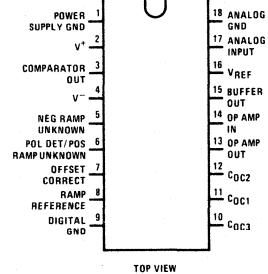 POWER
SUPPLY GND
1
18
ANALOG
GND
V+
2
17
ANALOG
INPUT
COMPARATOR
OUT
3
16
VREF
V−
4
15
BUFFER
OUT
NEG RAMP
UNKNOWN
5
14
OP AMP
IN
POL DET/POS
RAMP UNKNOWN
6
13
OP AMP
OUT
OFFSET
CORRECT
7
12
COC2
RAMP
REFERENCE
8
11
COC1
DIGITAL
GND
9
10
COC3
TOP VIEW